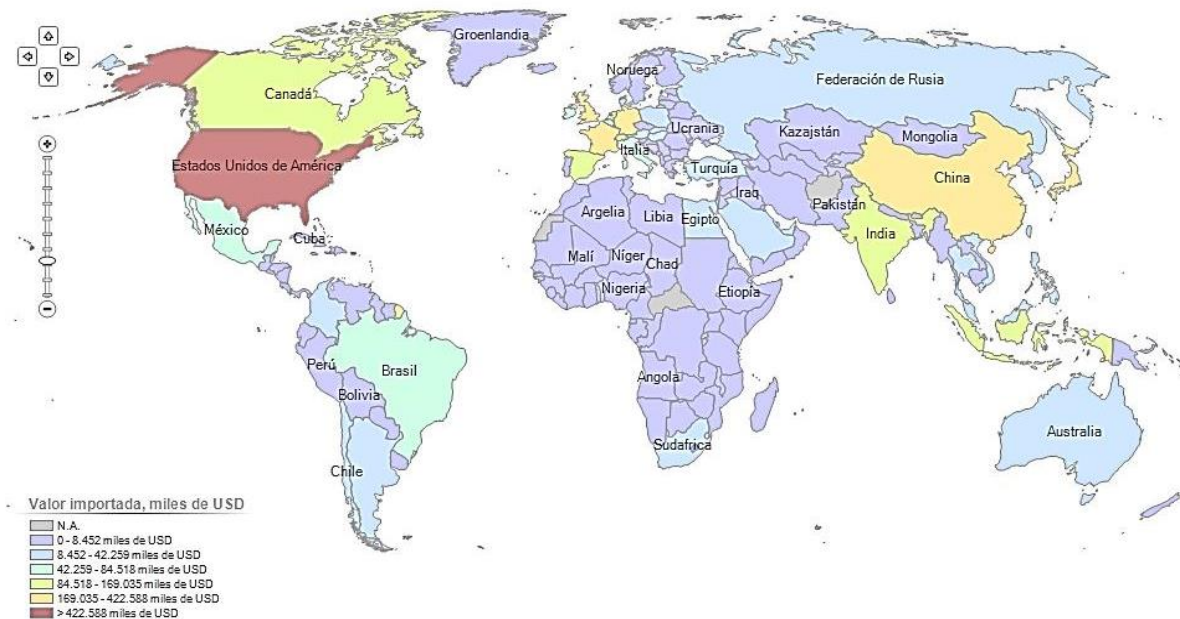 Groenlandia
Noruega
Federación de Rusia
Canadá
Ucrania
Kazajstán
Mongolia
Italia
Estados Unidos de América
Turquía
China
Iraq
Pakistán
Argelia
Libia
Egipto
México
Cuba
India
Malí
Níger
Chad
Nigeria
Etiopía
Perú
Brasil
Angola
Bolivia
Australia
Sudafrica
Chile
Valor importada, miles de USD
N.A.
0 - 8.452 miles de USD
8.452 - 42.259 miles de USD
42.259 - 84.518 miles de USD
84.518 - 169.035 miles de USD
169.035 - 422.588 miles de USD
> 422.588 miles de USD